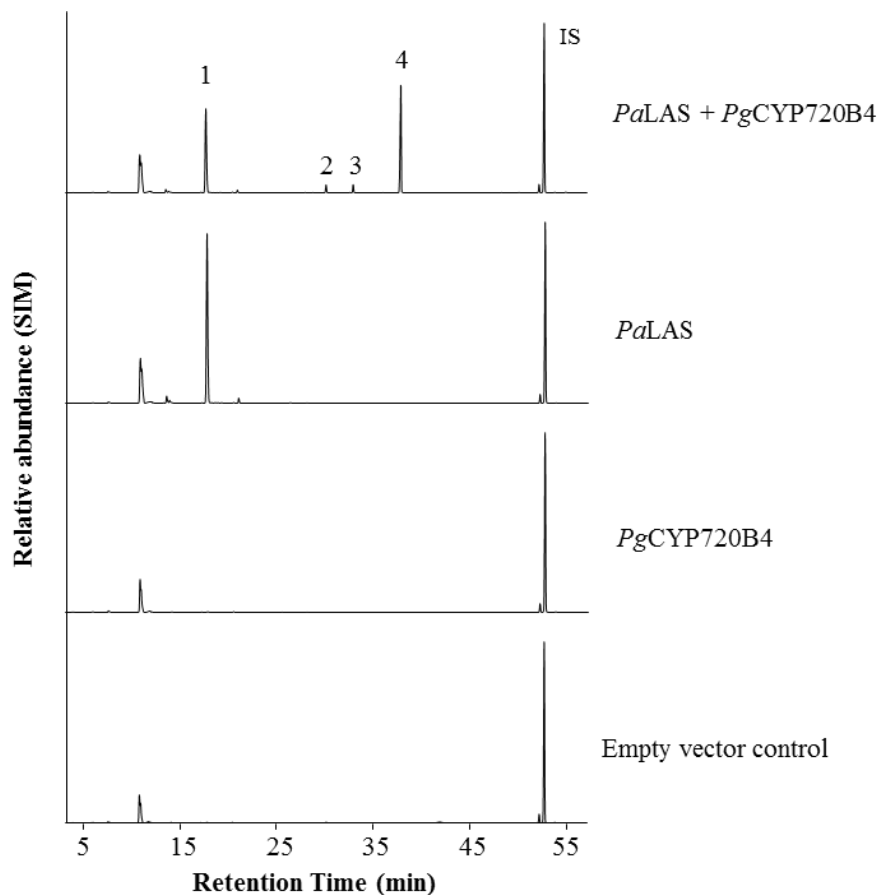 IS
1
4
2
3
PaLAS + PgCYP720B4
PaLAS
PgCYP720B4
Empty vector control
Relative abundance (SIM)
5 15 25 35 45 55
Retention Time (min)